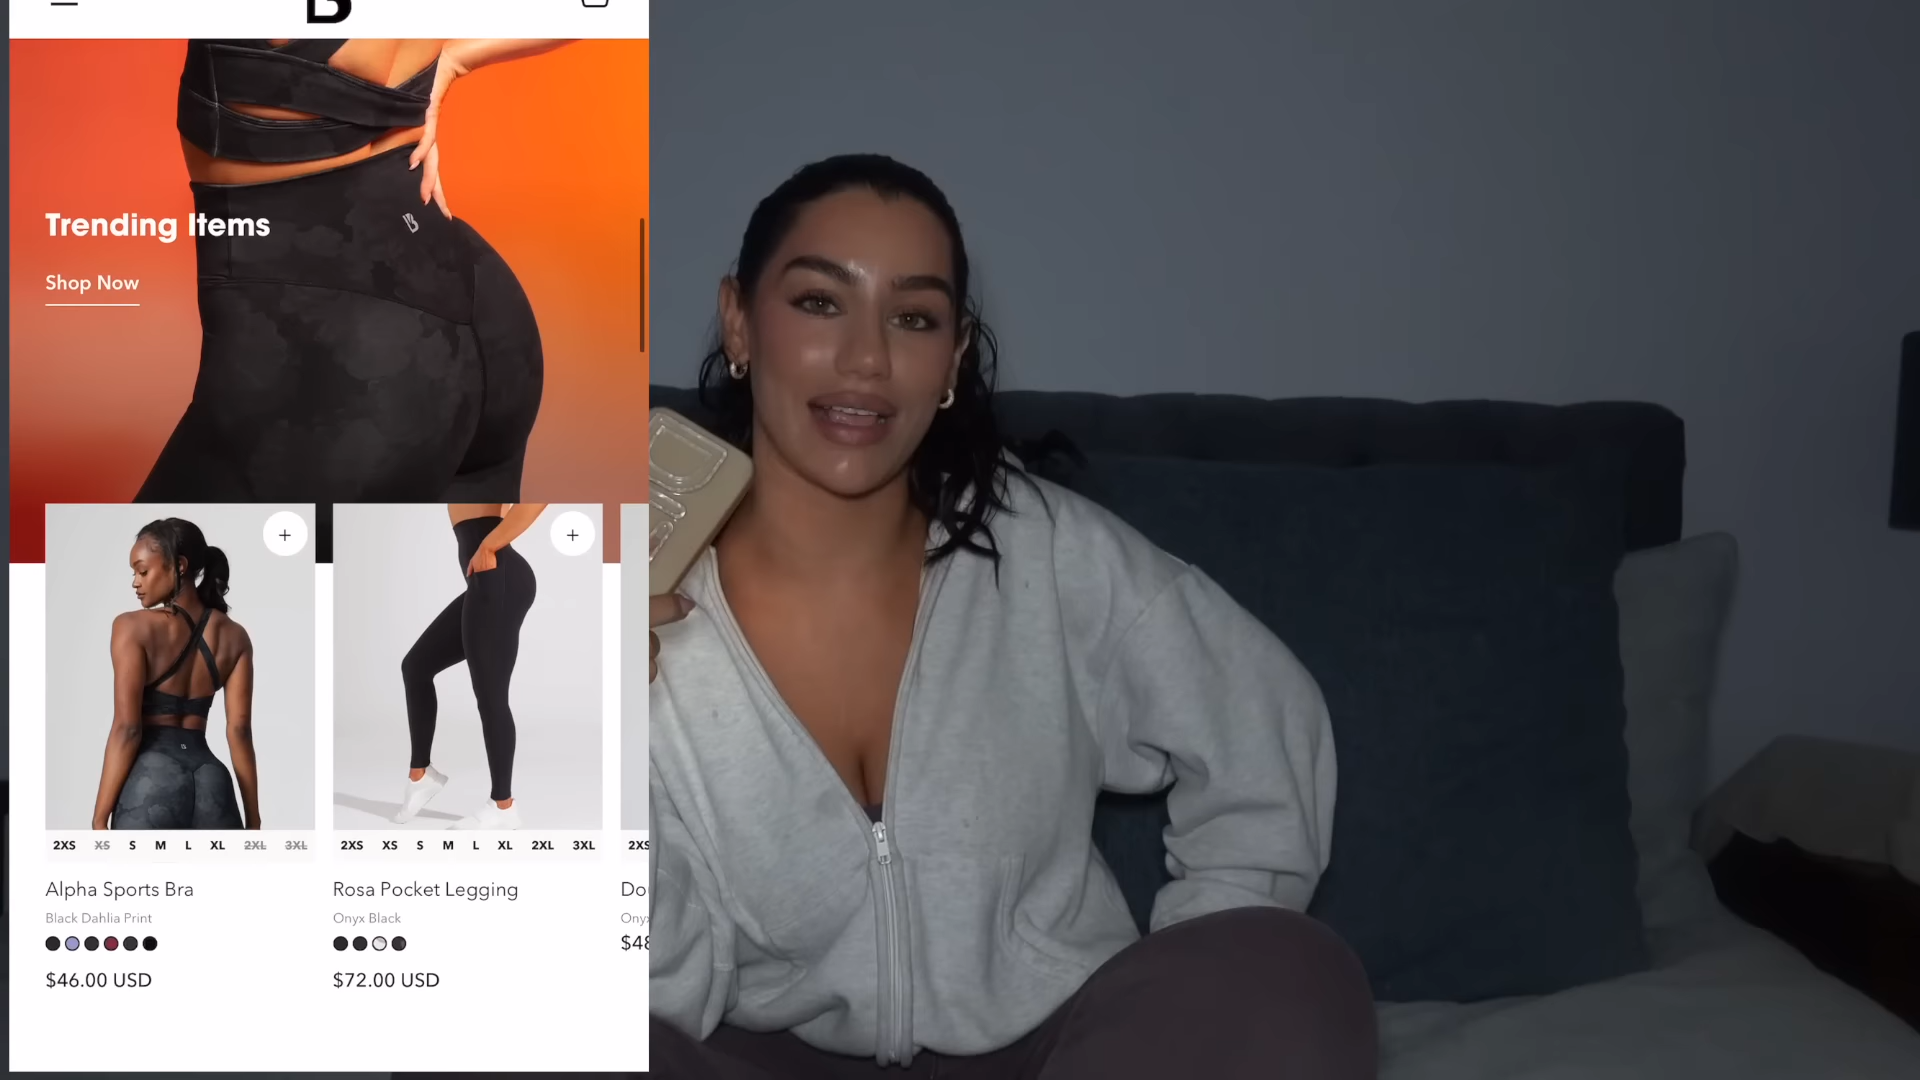 B
Trending Items
Shop Now
B
2XS XS S M L XL 2XL 3XL
2XS XS S M L XL 2XL 3XL
2XS
Alpha Sports Bra
Rosa Pocket Legging
Black Dahlia Print
Onyx Black
$46.00 USD
$72.00 USD